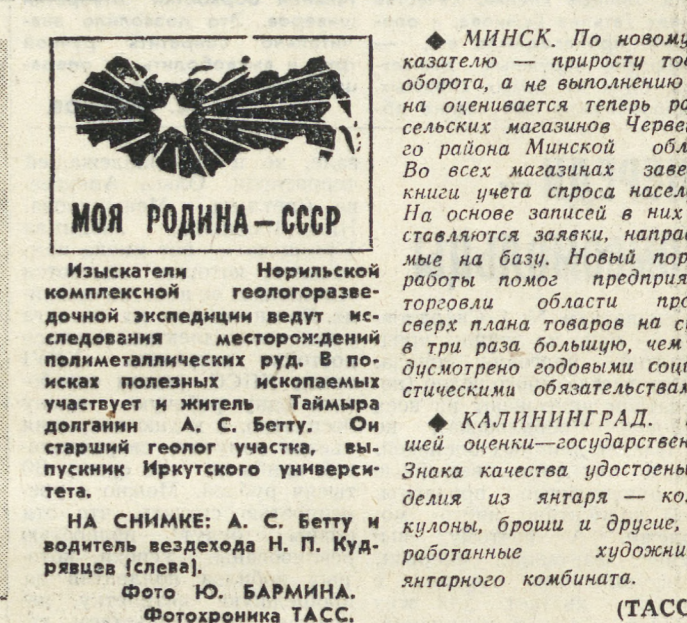 МОЯ РОДИНА — СССР
Изыскатели Норильской
комплексной геологоразве-
дочной экспедиции ведут ис-
следования месторождений
полиметаллических руд. В по-
исках полезных ископаемых
участвует и житель Таймыра
долганин А. С. Бетту. Он
старший геолог участка, вы-
пускник Иркутского универси-
тета.
НА СНИМКЕ: А. С. Бетту и
водитель вездехода Н. П. Куд-
рявцев (слева).
Фото Ю. БАРМИНА.
Фотохроника ТАСС.
◆ МИНСК. По новому
казателю — приросту тов
оборота, а не выполнению
на оценивается теперь ра
сельских магазинов Черве
го района Минской обл
Во всех магазинах заве
книги учета спроса насел
На основе записей в них
ставляются заявки, напра
мые на базу. Новый пор
работы помог предприя
торговли области про
сверх плана товаров на с
в три раза большую, чем
дусмотрено годовыми соци
стическими обязательствам
◆ КАЛИНИНГРАД.
шей оценки—государствен
Знака качества удостоены
делия из янтаря — ко
кулоны, броши и другие,
работанные художни
янтарного комбината.
(ТАСС